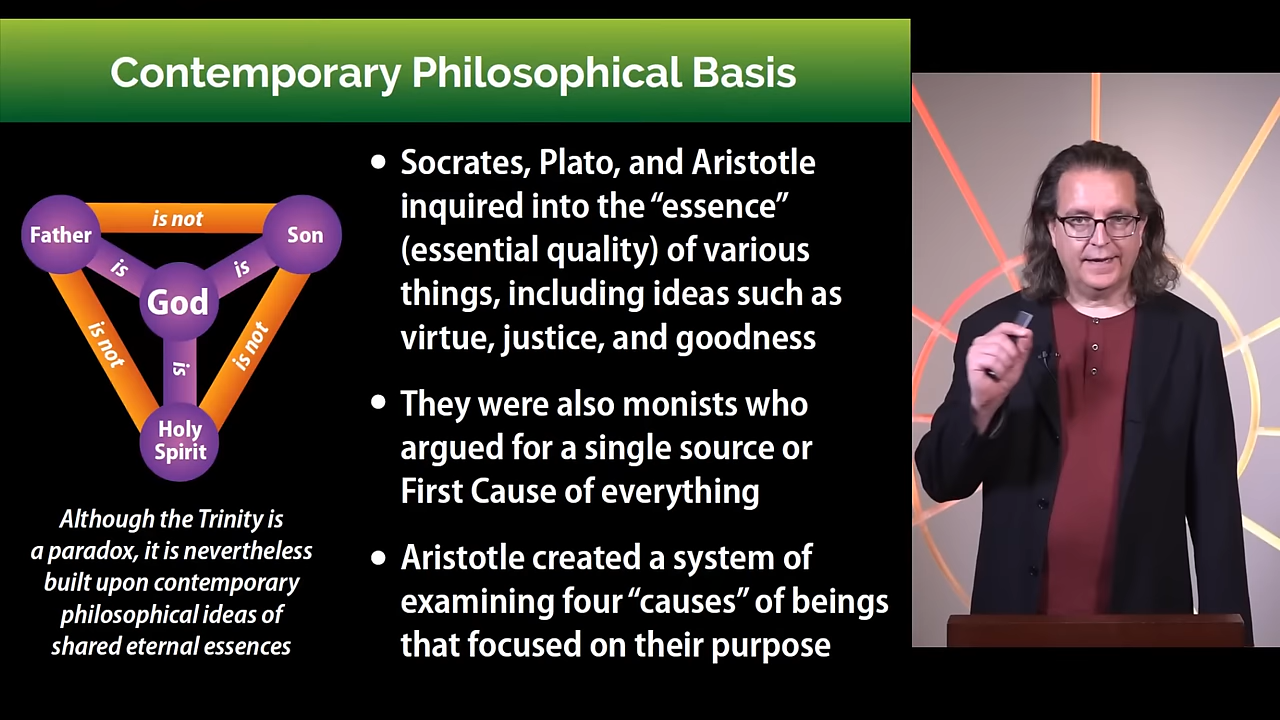 Contemporary Philosophical Basis
Father
is not
Son
is
is
God
is not
is not
is
Holy
Spirit
Although the Trinity is
a paradox, it is nevertheless
built upon contemporary
philosophical ideas of
shared eternal essences
• Socrates, Plato, and Aristotle
inquired into the “essence”
(essential quality) of various
things, including ideas such as
virtue, justice, and goodness
• They were also monists who
argued for a single source or
First Cause of everything
• Aristotle created a system of
examining four “causes” of beings
that focused on their purpose